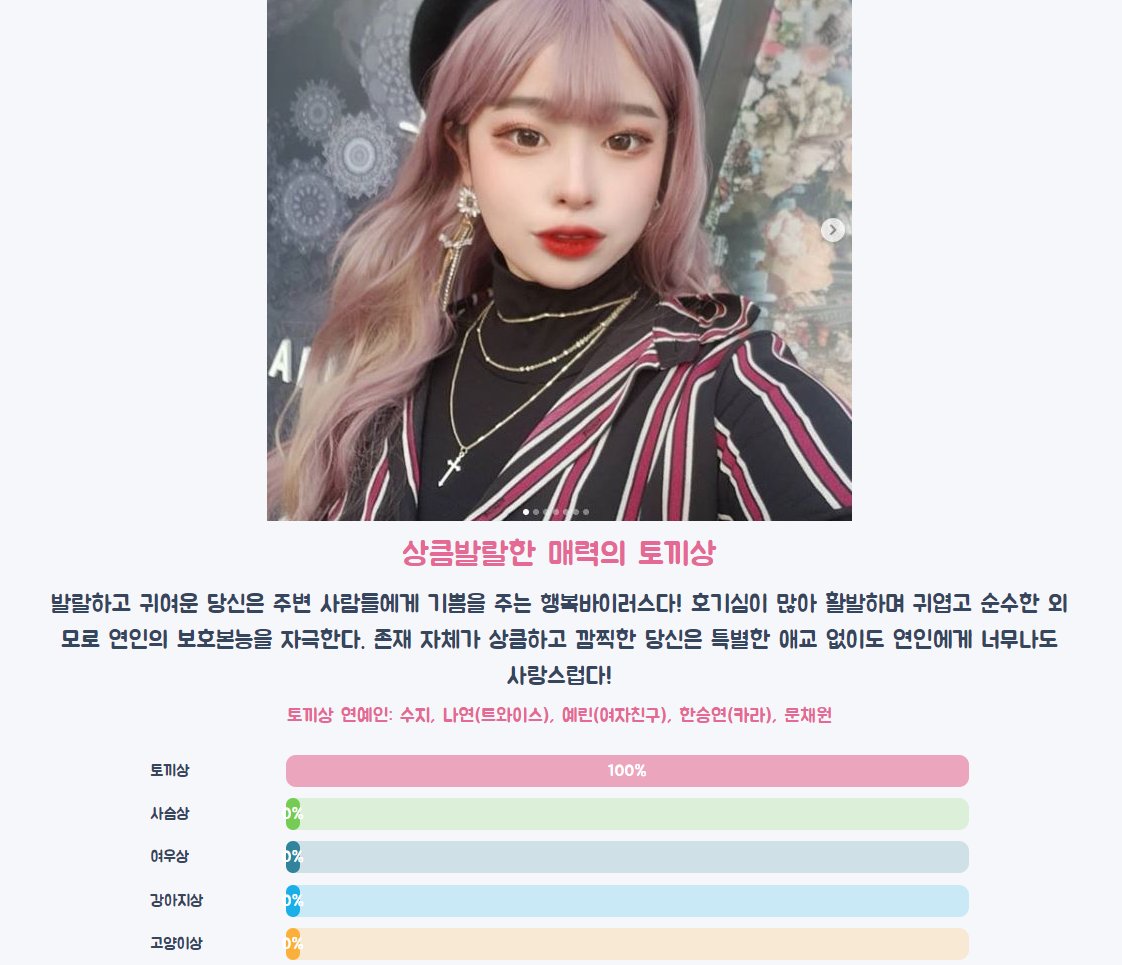 상큼발랄한 매력의 토끼상
발랄하고 귀여운 당신은 주변 사람들에게 기쁨을 주는 행복바이러스다! 호기심이 많아 활발하며 귀엽고 순수한 외
모로 연인의 보호본능을 자극한다. 존재 자체가 상큼하고 깜찍한 당신은 특별한 애교 없이도 연인에게 너무나도
사랑스럽다!
토끼상 연예인: 수지, 나연(트와이스), 예린(여자친구), 한승연(카라), 문채원
토끼상 100%
사슴상 0%
여우상 0%
강아지상 0%
고양이상 0%